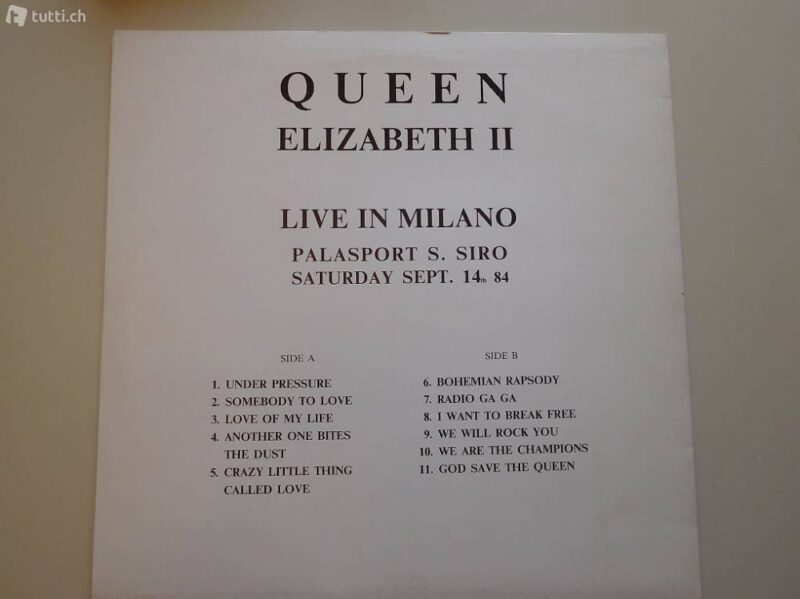 tutti.ch
QUEEN
ELIZABETH II
LIVE IN MILANO
PALASPORT S. SIRO
SATURDAY SEPT. 14th 84
SIDE A
1. UNDER PRESSURE
2. SOMEBODY TO LOVE
3. LOVE OF MY LIFE
4. ANOTHER ONE BITES
THE DUST
5. CRAZY LITTLE THING
CALLED LOVE
SIDE B
6. BOHEMIAN RAPSODY
7. RADIO GA GA
8. I WANT TO BREAK FREE
9. WE WILL ROCK YOU
10. WE ARE THE CHAMPIONS
11. GOD SAVE THE QUEEN